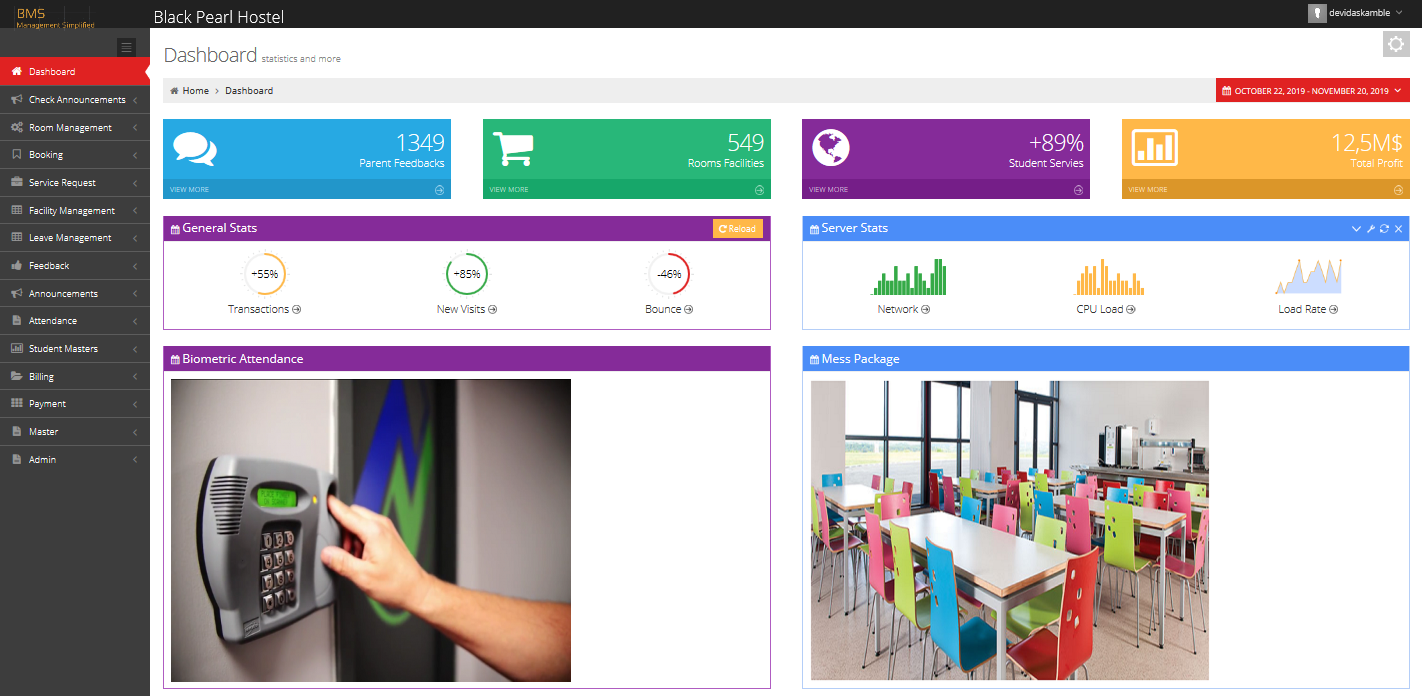 BMS
Management Simplified
Black Pearl Hostel
devidaskamble
Dashboard
Check Announcements
Room Management
Booking
Service Request
Facility Management
Leave Management
Feedback
Announcements
Attendance
Student Masters
Billing
Payment
Master
Admin
Dashboard statistics and more
Home > Dashboard
OCTOBER 22, 2019 - NOVEMBER 20, 2019
1349
Parent Feedbacks
VIEW MORE
549
Rooms Facilities
VIEW MORE
+89%
Student Servies
VIEW MORE
12,5M$
Total Profit
VIEW MORE
General Stats
Reload
+55%
Transactions
+85%
New Visits
-46%
Bounce
Server Stats
Network
CPU Load
Load Rate
Biometric Attendance
Mess Package